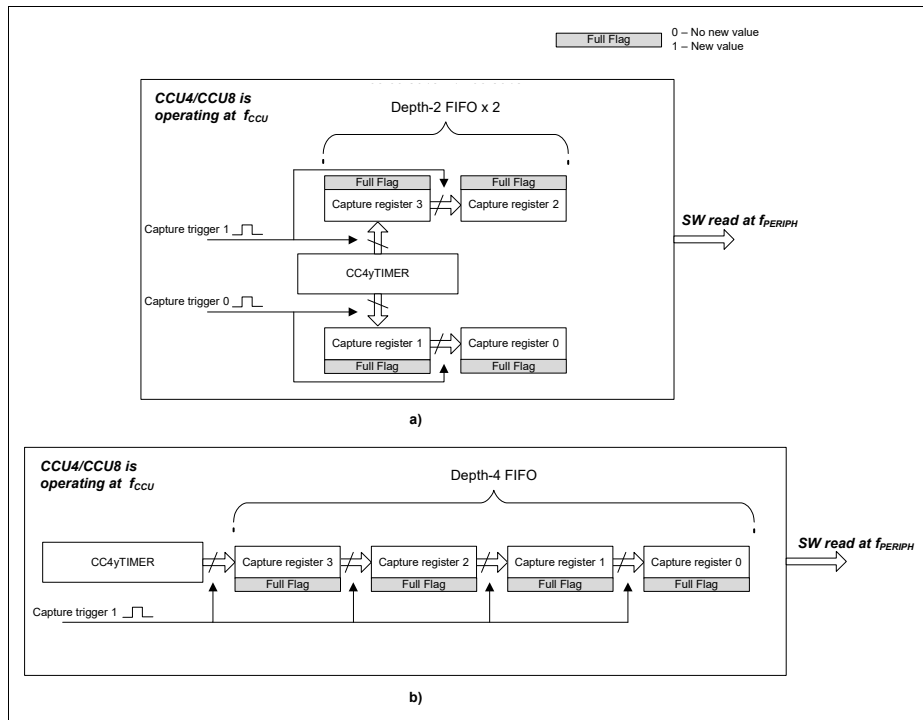 Full Flag
0 – No new value
1 – New value
CCU4/CCU8 is
operating at fCCU
Depth-2 FIFO x 2
Full Flag
Full Flag
Capture register 3
Capture register 2
Capture trigger 1
SW read at fPERIPH
CC4yTIMER
Capture trigger 0
Capture register 1
Capture register 0
Full Flag
Full Flag
a)
CCU4/CCU8 is
operating at fCCU
Depth-4 FIFO
SW read at fPERIPH
CC4yTIMER
Capture register 3
Capture register 2
Capture register 1
Capture register 0
Full Flag
Full Flag
Full Flag
Full Flag
Capture trigger 1
b)